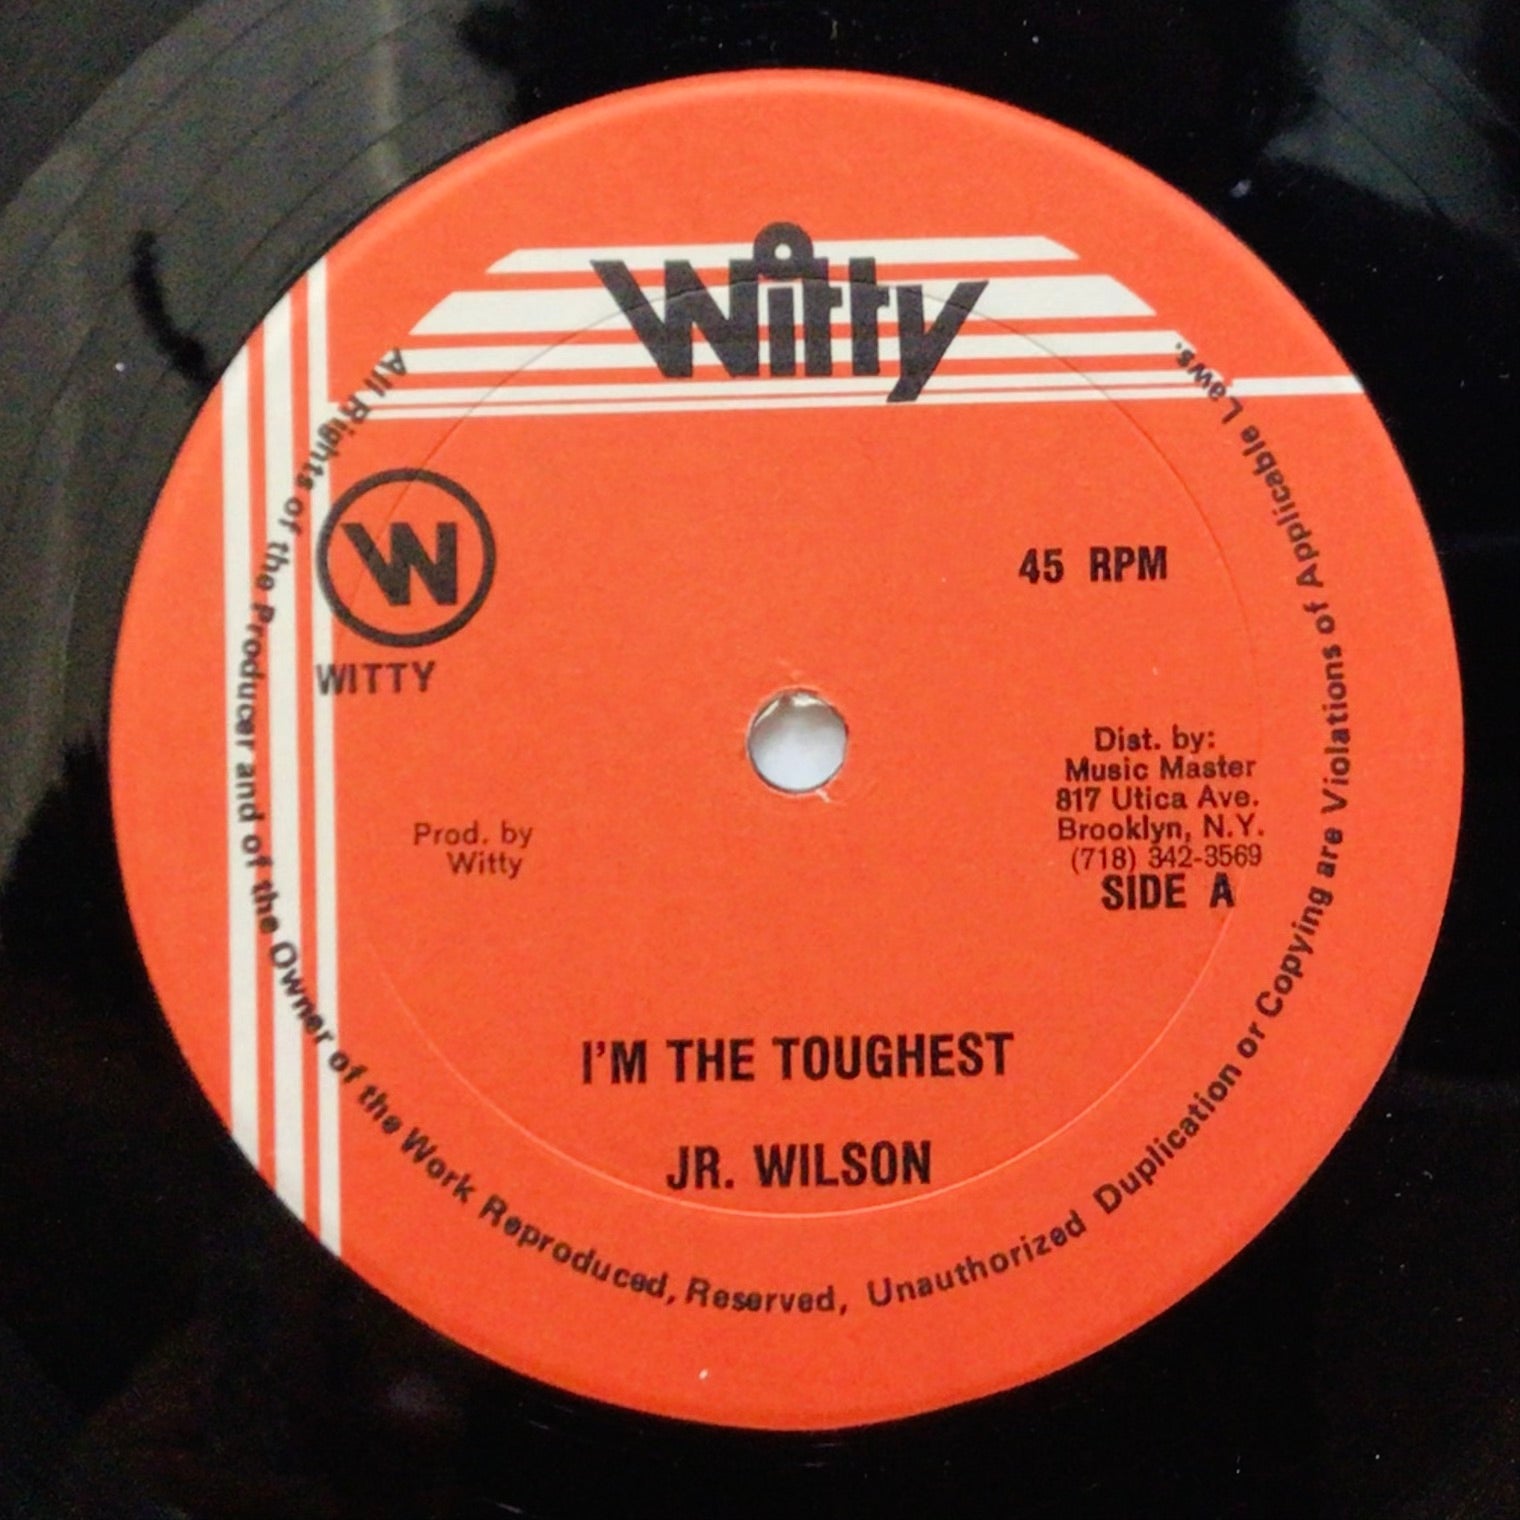 Witty
W
WITTY
45 RPM
Prod. by
Witty
Dist. by:
Music Master
817 Utica Ave.
Brooklyn, N.Y.
(718) 342-3569
SIDE A
I'M THE TOUGHEST
JR. WILSON
All Rights of the Producer and of the Owner of the Work Reproduced, Reserved, Unauthorized Duplication or Copying are Violations of Applicable Laws.